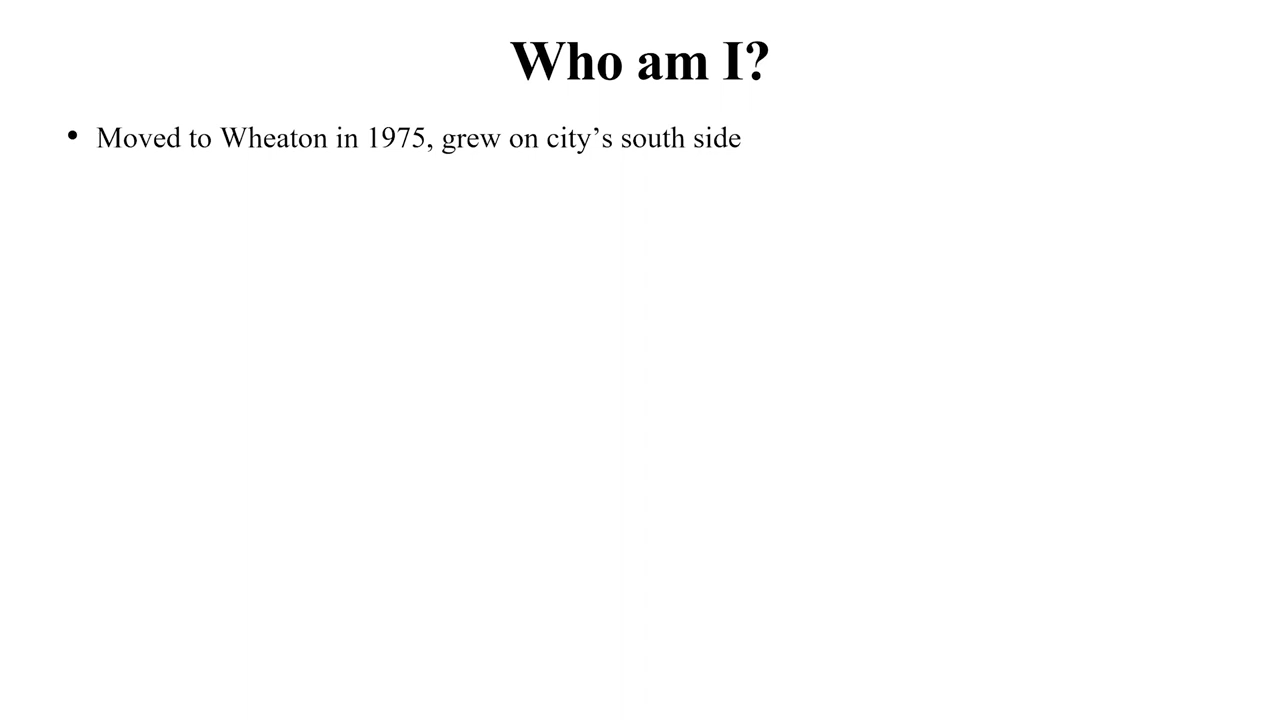 Who am I?
• Moved to Wheaton in 1975, grew on city’s south side